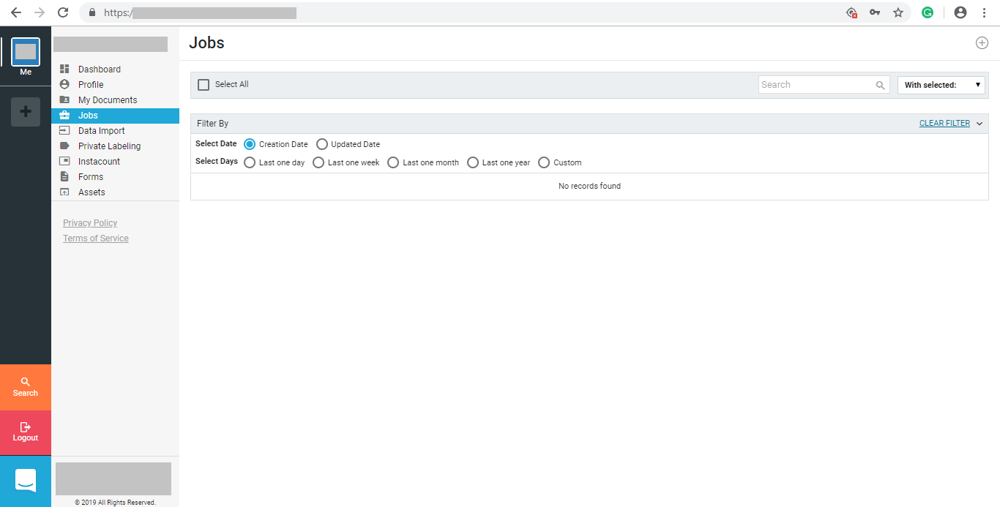 https:/
Me
Dashboard
Profile
My Documents
Jobs
Data Import
Private Labeling
Instacount
Forms
Assets
Privacy Policy
Terms of Service
Search
Logout
© 2019 All Rights Reserved.
Jobs
Select All
Search
With selected:
Filter By
CLEAR FILTER
Select Date Creation Date Updated Date
Select Days Last one day Last one week Last one month Last one year Custom
No records found